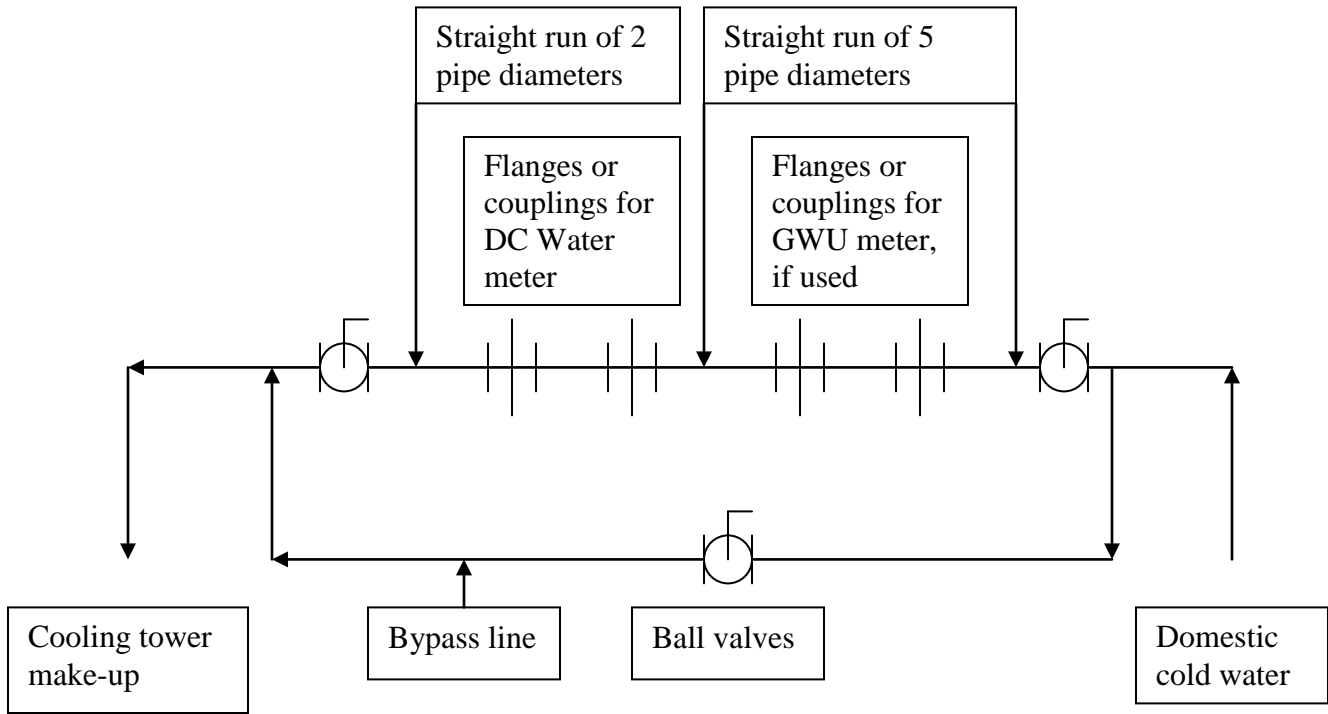 Straight run of 2
pipe diameters
Straight run of 5
pipe diameters
Flanges or
couplings for
DC Water
meter
Flanges or
couplings for
GWU meter,
if used
Cooling tower
make-up
Bypass line
Ball valves
Domestic
cold water